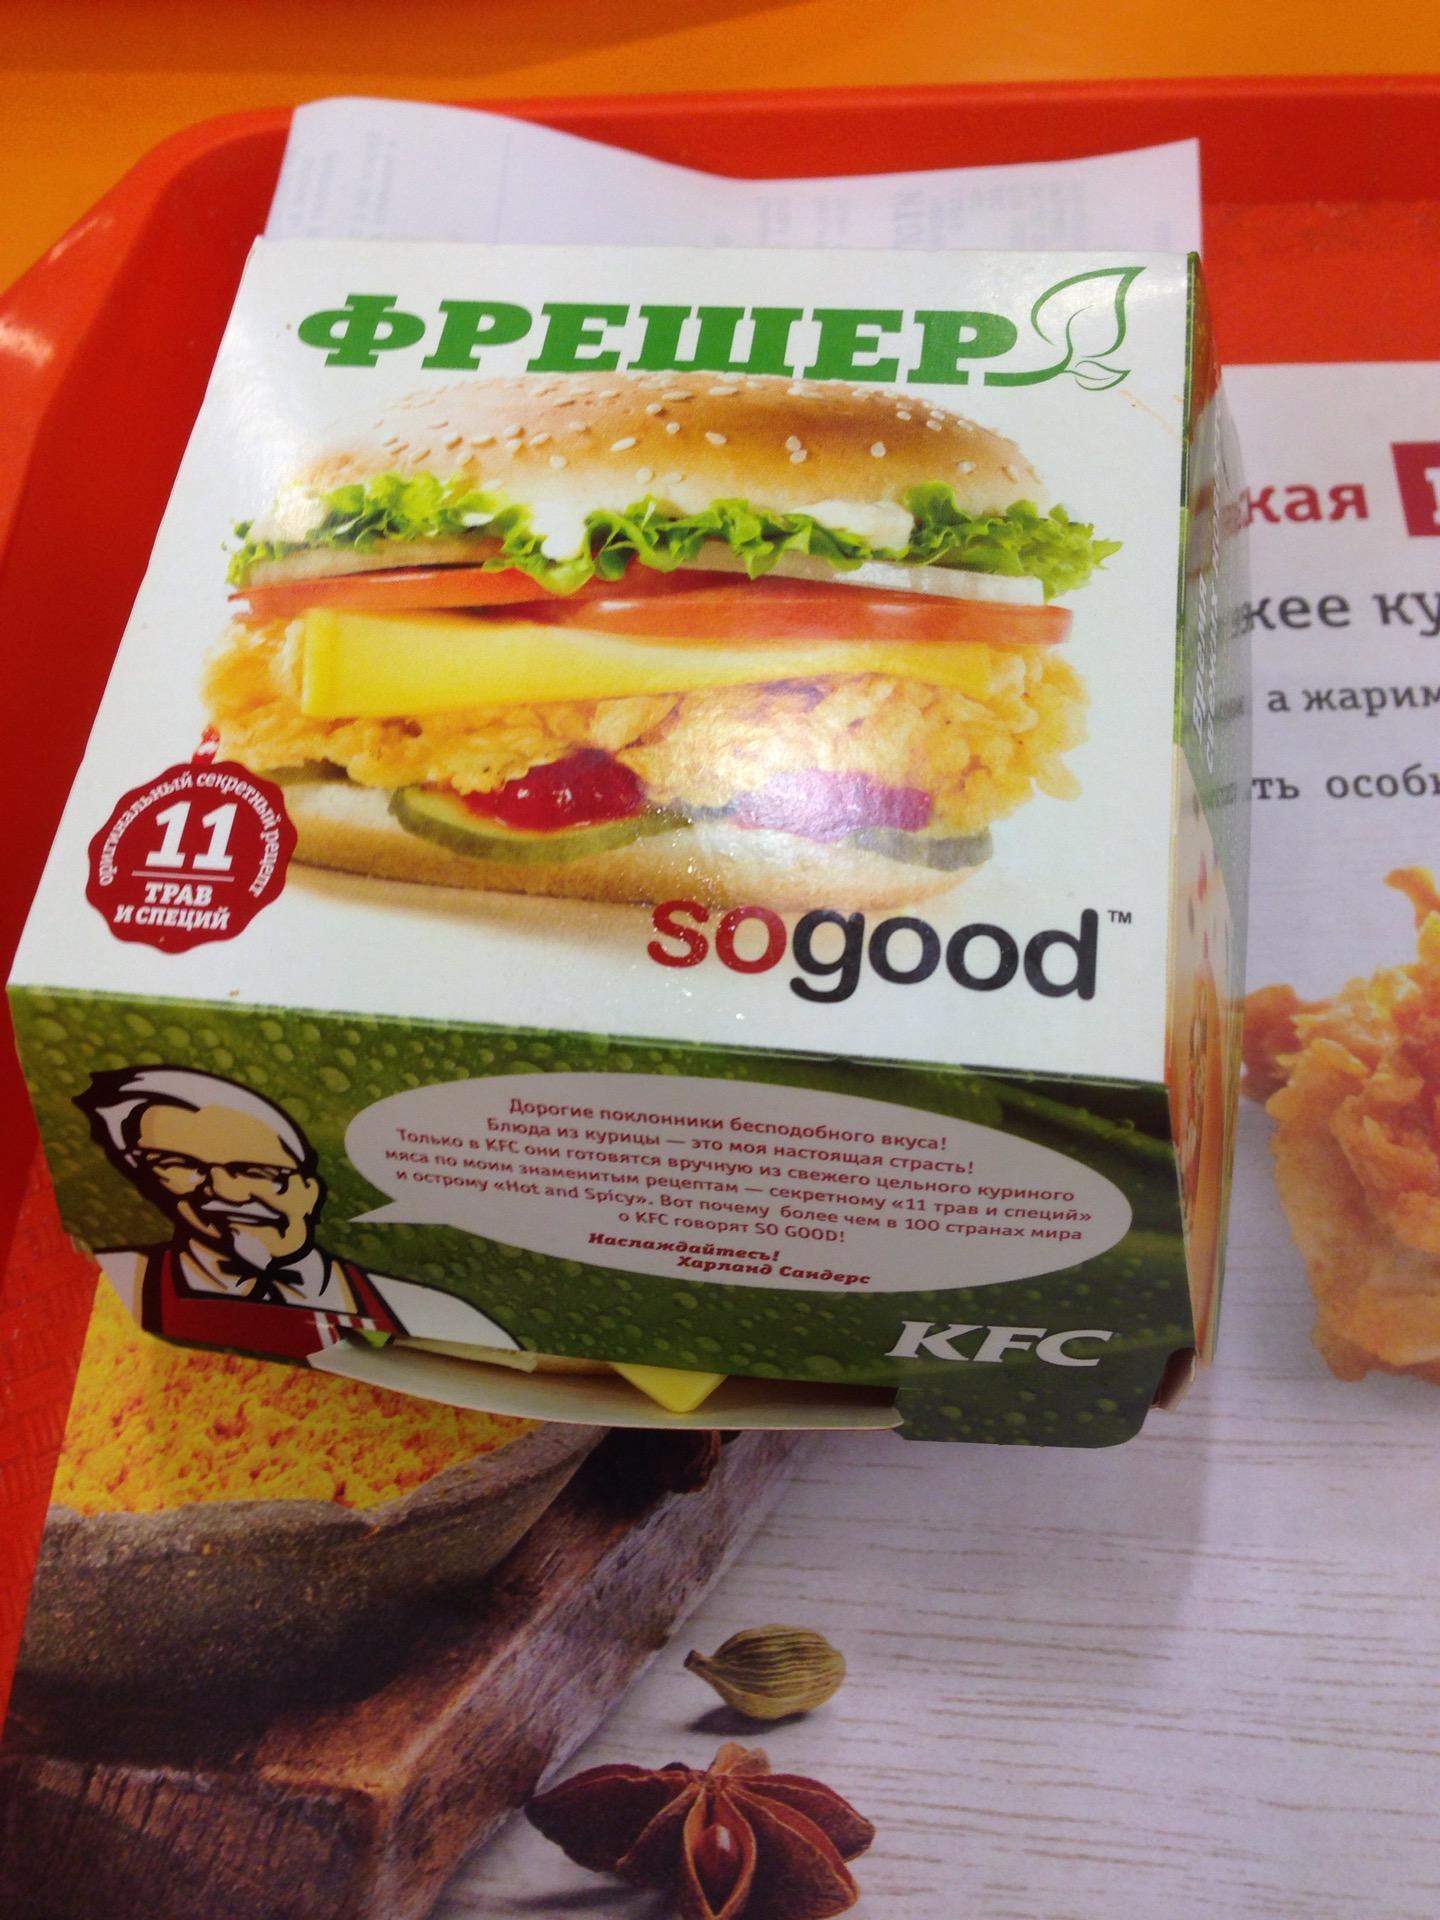 ФРЕШЕР
оригинальный секретный рецепт
11
ТРАВ
И СПЕЦИЙ
sogood™
Дорогие поклонники бесподобного вкуса!
Блюда из курицы — это моя настоящая страсть!
Только в KFC они готовятся вручную из свежего цельного куриного
мяса по моим знаменитым рецептам — секретному «11 трав и специй»
и острому «Hot and Spicy». Вот почему более чем в 100 странах мира
о KFC говорят SO GOOD!
Наслаждайтесь!
Харланд Сандерс
KFC
ская
жее ку
а жарим
ть особы